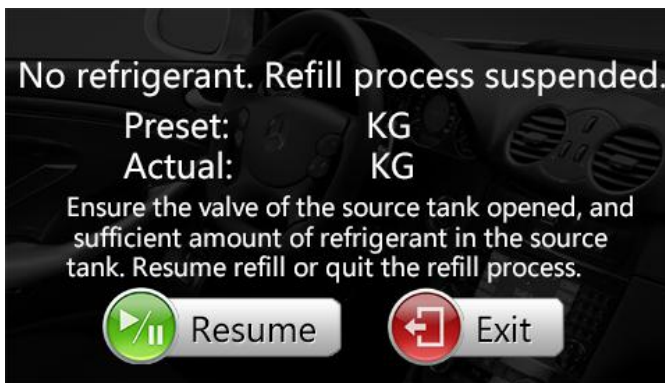 No refrigerant. Refill process suspended.
Preset: KG
Actual: KG
Ensure the valve of the source tank opened, and
sufficient amount of refrigerant in the source
tank. Resume refill or quit the refill process.
Resume Exit